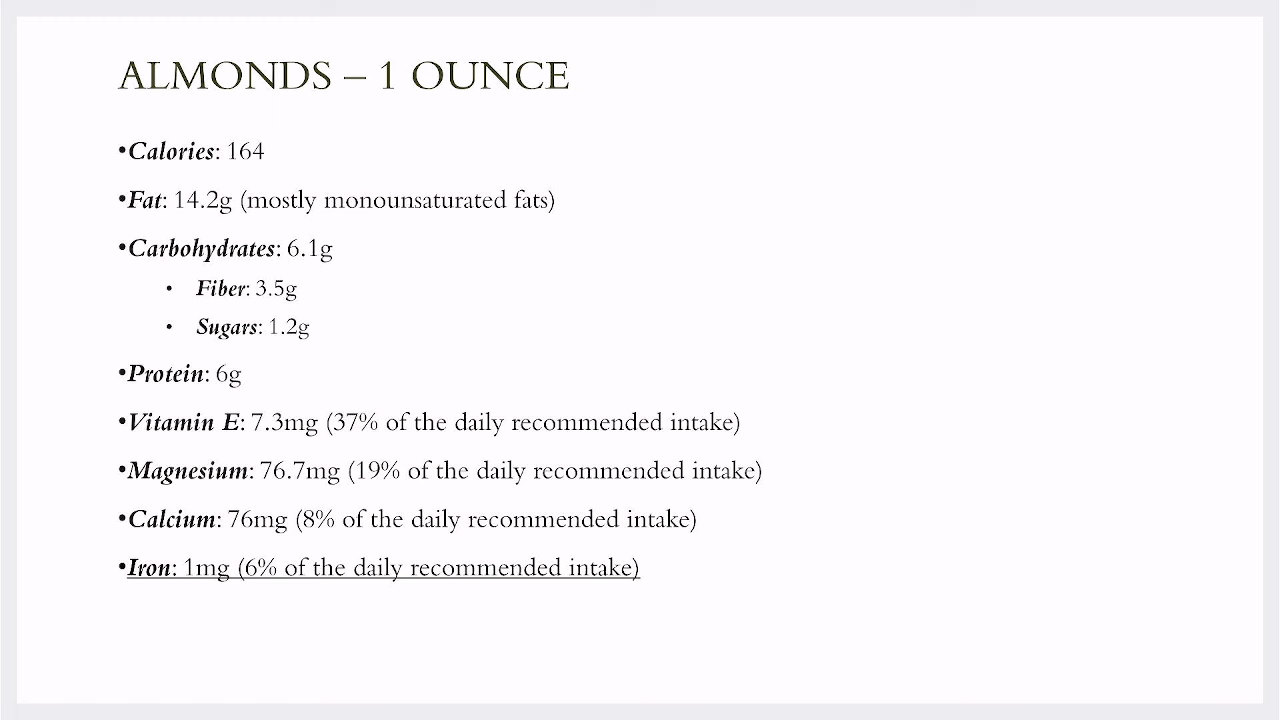 ALMONDS – 1 OUNCE
•Calories: 164
•Fat: 14.2g (mostly monounsaturated fats)
•Carbohydrates: 6.1g
• Fiber: 3.5g
• Sugars: 1.2g
•Protein: 6g
•Vitamin E: 7.3mg (37% of the daily recommended intake)
•Magnesium: 76.7mg (19% of the daily recommended intake)
•Calcium: 76mg (8% of the daily recommended intake)
•Iron: 1mg (6% of the daily recommended intake)